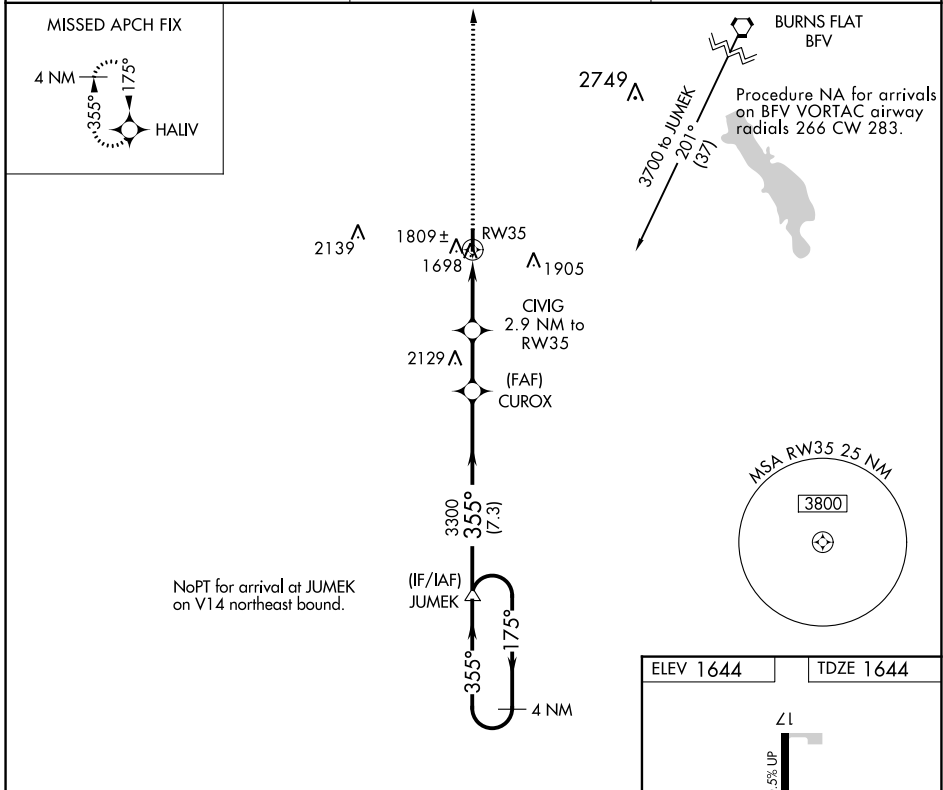 MISSED APCH FIX
4 NM
355°
175°
HALIV
BURNS FLAT
BFV
2749
Procedure NA for arrivals
on BFV VORTAC airway
radials 266 CW 283.
3700 to JUMEK
201°
(37)
2139
1809±
RW35
1698
1905
CIVIG
2.9 NM to
RW35
2129
(FAF)
CUROX
MSA RW35 25 NM
3800
3300
355°
(7.3)
NoPT for arrival at JUMEK
on V14 northeast bound.
(IF/IAF)
JUMEK
175°
355°
4 NM
ELEV 1644
TDZE 1644
17
.5% UP